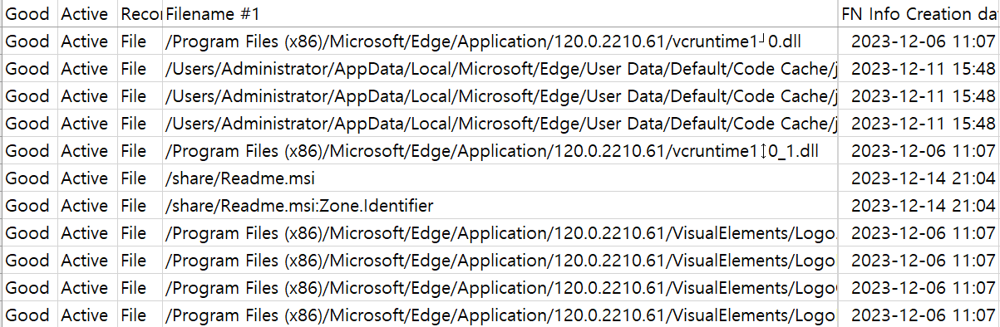 Good Active Recor Filename #1 FN Info Creation da
Good Active File /Program Files (x86)/Microsoft/Edge/Application/120.0.2210.61/vcruntime1┘0.dll 2023-12-06 11:07
Good Active File /Users/Administrator/AppData/Local/Microsoft/Edge/User Data/Default/Code Cache/j 2023-12-11 15:48
Good Active File /Users/Administrator/AppData/Local/Microsoft/Edge/User Data/Default/Code Cache/j 2023-12-11 15:48
Good Active File /Users/Administrator/AppData/Local/Microsoft/Edge/User Data/Default/Code Cache/j 2023-12-11 15:48
Good Active File /Program Files (x86)/Microsoft/Edge/Application/120.0.2210.61/vcruntime1↕0_1.dll 2023-12-06 11:07
Good Active File /share/Readme.msi 2023-12-14 21:04
Good Active File /share/Readme.msi:Zone.Identifier 2023-12-14 21:04
Good Active File /Program Files (x86)/Microsoft/Edge/Application/120.0.2210.61/VisualElements/Logo. 2023-12-06 11:07
Good Active File /Program Files (x86)/Microsoft/Edge/Application/120.0.2210.61/VisualElements/Logo 2023-12-06 11:07
Good Active File /Program Files (x86)/Microsoft/Edge/Application/120.0.2210.61/VisualElements/Logo 2023-12-06 11:07
Good Active File /Program Files (x86)/Microsoft/Edge/Application/120.0.2210.61/VisualElements/Logo 2023-12-06 11:07